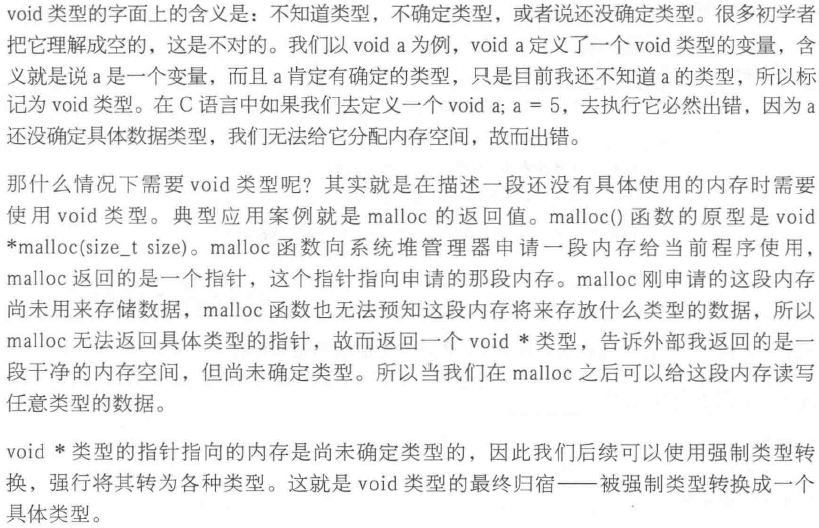 void 类型的字面上的含义是：不知道类型，不确定类型，或者说还没确定类型。很多初学者
把它理解成空的，这是不对的。我们以 void a 为例，void a 定义了一个 void 类型的变量，含
义就是说 a 是一个变量，而且 a 肯定有确定的类型，只是目前我还不知道 a 的类型，所以标
记为 void 类型。在 C 语言中如果我们去定义一个 void a; a = 5，去执行它必然出错，因为 a
还没确定具体数据类型，我们无法给它分配内存空间，故而出错。
那什么情况下需要 void 类型呢？其实就是在描述一段还没有具体使用的内存时需要
使用 void 类型。典型应用案例就是 malloc 的返回值。malloc() 函数的原型是 void
*malloc(size_t size)。malloc 函数向系统堆管理器申请一段内存给当前程序使用，
malloc 返回的是一个指针，这个指针指向申请的那段内存。malloc 刚申请的这段内存
尚未用来存储数据，malloc 函数也无法预知这段内存将来存放什么类型的数据，所以
malloc 无法返回具体类型的指针，故而返回一个 void * 类型，告诉外部我返回的是一
段干净的内存空间，但尚未确定类型。所以当我们在 malloc 之后可以给这段内存读写
任意类型的数据。
void * 类型的指针指向的内存是尚未确定类型的，因此我们后续可以使用强制类型转
换，强行将其转为各种类型。这就是 void 类型的最终归宿——被强制类型转换成一个
具体类型。